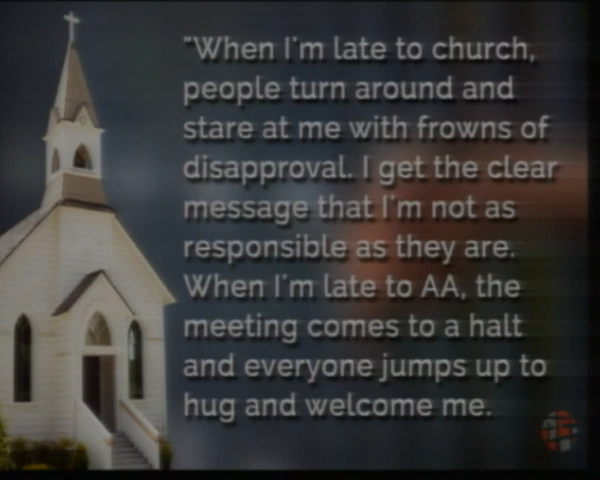 "When I'm late to church,
people turn around and
stare at me with frowns of
disapproval. I get the clear
message that I'm not as
responsible as they are.
When I'm late to AA, the
meeting comes to a halt
and everyone jumps up to
hug and welcome me.